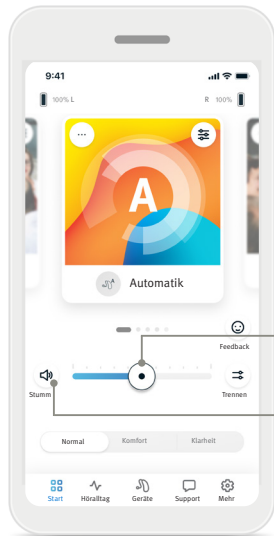 9:41
100% L R 100%
A
Automatik
Feedback
Stumm Trennen
Normal Komfort Klarheit
Start Höralltag Geräte Support Mehr